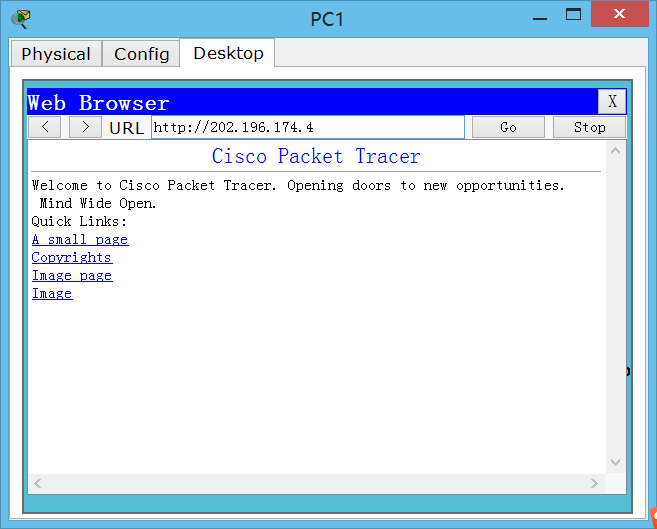 PC1
Physical Config Desktop
Web Browser X
< > URL http://202.196.174.4 Go Stop
Cisco Packet Tracer
Welcome to Cisco Packet Tracer. Opening doors to new opportunities.
Mind Wide Open.
Quick Links:
A small page
Copyrights
Image page
Image